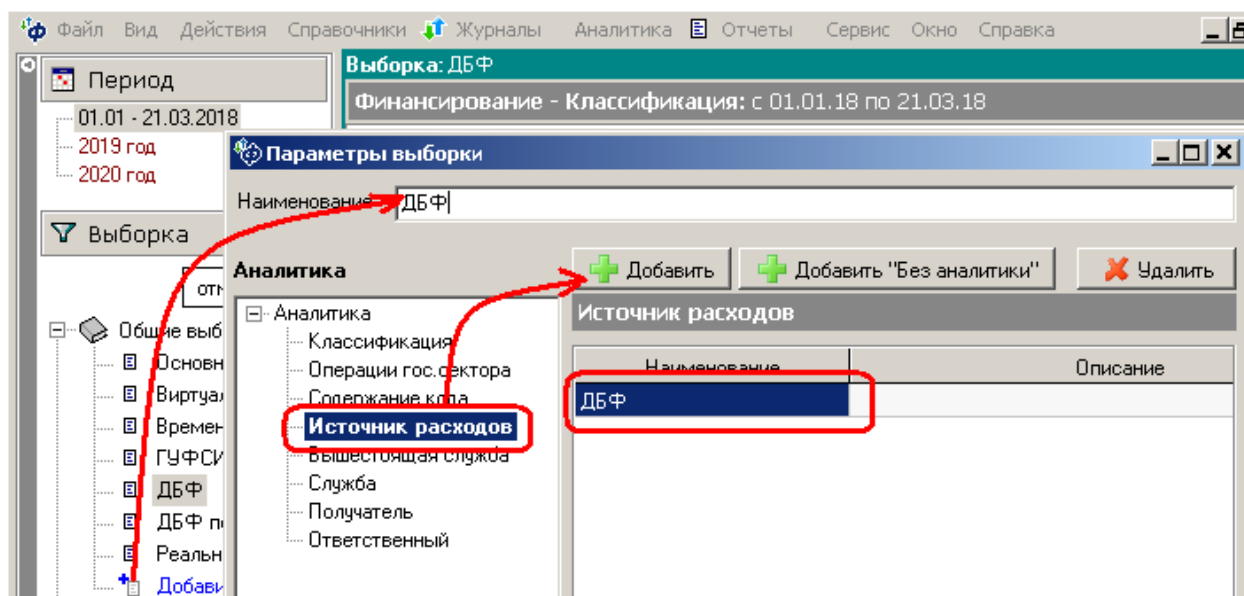 Файл Вид Действия Справочники Журналы Аналитика Отчеты Сервис Окно Справка
Период
01.01 - 21.03.2018
2019 год
2020 год
Выборка: ДБФ
Финансирование - Классификация: с 01.01.18 по 21.03.18
Параметры выборки
Наименование ДБФ
Выборка
Общие выб
Основн
Виртуал
Времен
ГУФСИ
ДБФ
ДБФ по
Реальн
Добави
Аналитика
Добавить Добавить "Без аналитики" Удалить
Аналитика
Классификация
Операции гос.сектора
Содержание кода
Источник расходов
Вышестоящая служба
Служба
Получатель
Ответственный
Источник расходов
Наименование Описание
ДБФ